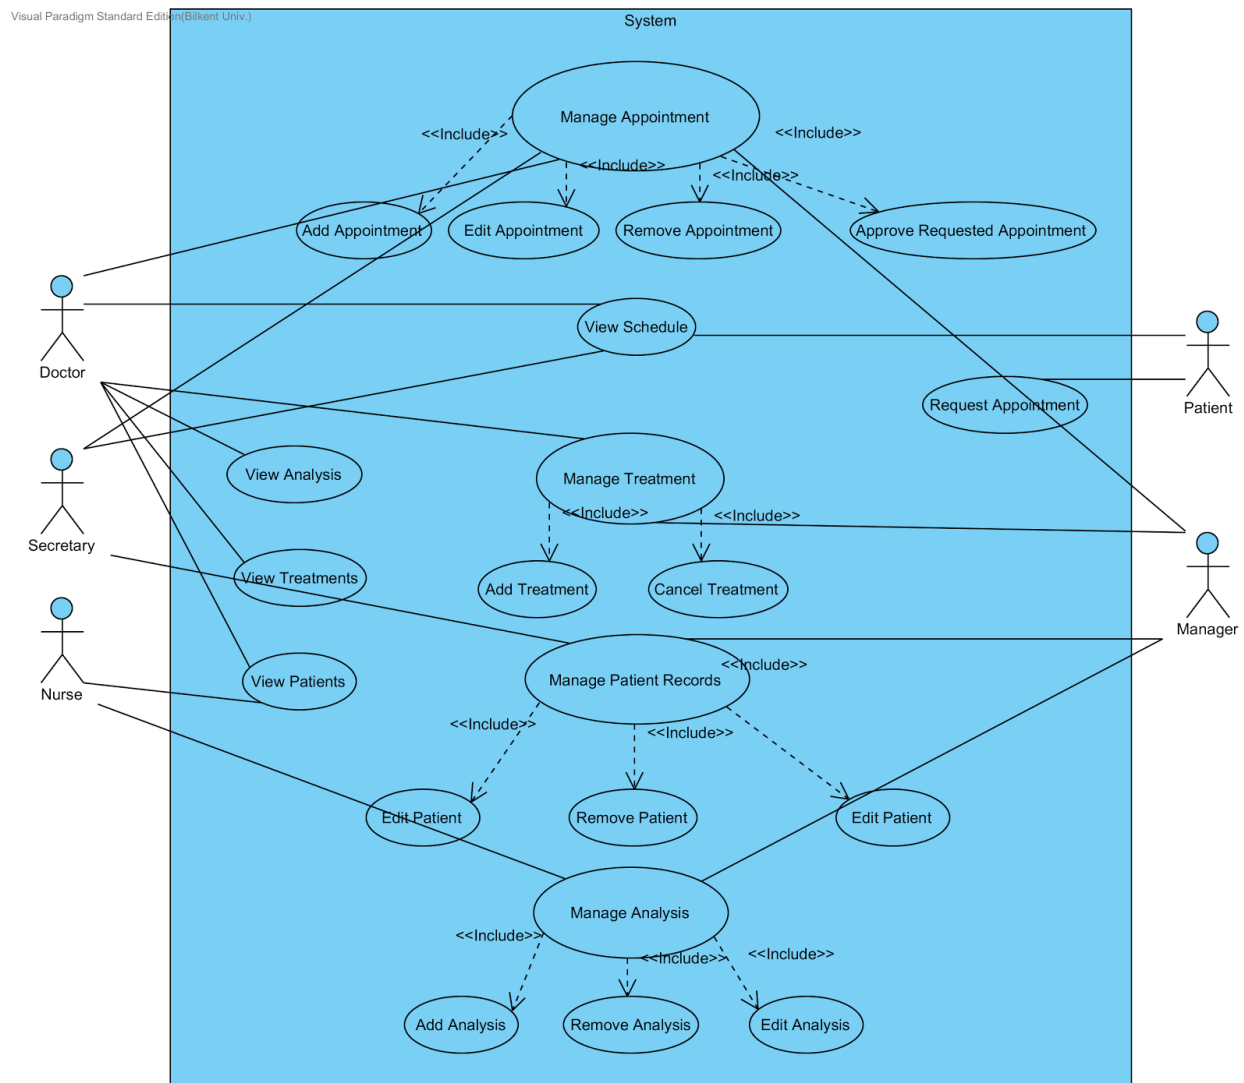 Visual Paradigm Standard Edition(Bilkent Univ.)
System
Manage Appointment
<<Include>>
<<Include>>
<<Include>>
<<Include>>
Add Appointment
Edit Appointment
Remove Appointment
Approve Requested Appointment
View Schedule
Doctor
Patient
Request Appointment
View Analysis
Manage Treatment
<<Include>>
<<Include>>
Secretary
View Treatments
Add Treatment
Cancel Treatment
Manager
Nurse
View Patients
Manage Patient Records
<<Include>>
<<Include>>
<<Include>>
Edit Patient
Remove Patient
Edit Patient
Manage Analysis
<<Include>>
<<Include>>
<<Include>>
Add Analysis
Remove Analysis
Edit Analysis